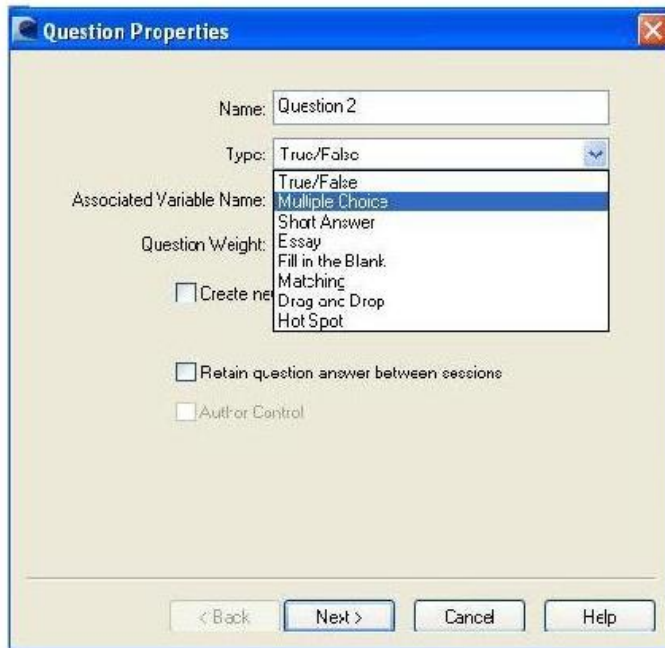 Question Properties
Name: Question 2
Type: True/False
True/False
Associated Variable Name: Multiple Choice
Short Answer
Question Weight: Essay
Fill in the Blank
Matching
Create ne Drag and Drop
Hot Spot
Retain question answer between sessions
Author Control
< Back Next > Cancel Help